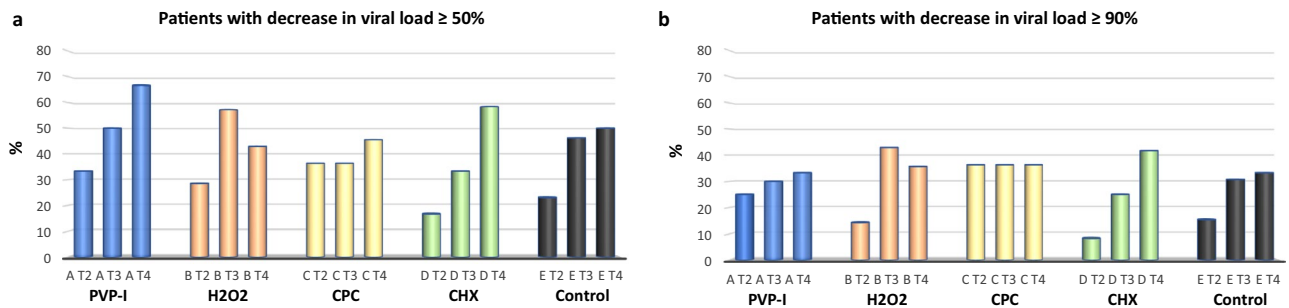 a
Patients with decrease in viral load ≥ 50%
80
70
60
50
40
30
20
10
0
%
A T2 A T3 A T4 B T2 B T3 B T4 C T2 C T3 C T4 D T2 D T3 D T4 E T2 E T3 E T4
PVP-I H2O2 CPC CHX Control
b
Patients with decrease in viral load ≥ 90%
80
70
60
50
40
30
20
10
0
%
A T2 A T3 A T4 B T2 B T3 B T4 C T2 C T3 C T4 D T2 D T3 D T4 E T2 E T3 E T4
PVP-I H2O2 CPC CHX Control